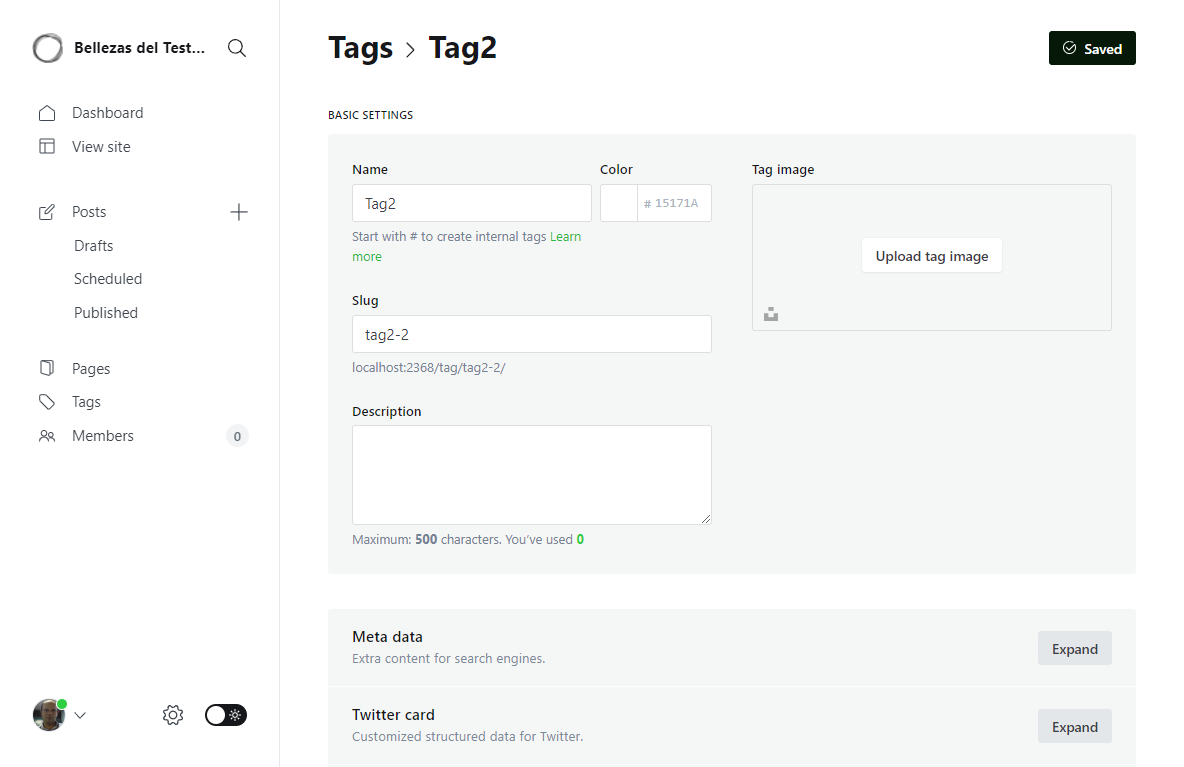 Bellezas del Test...
Dashboard
View site
Posts
Drafts
Scheduled
Published
Pages
Tags
Members
0
Tags > Tag2
Saved
BASIC SETTINGS
Name
Tag2
Start with # to create internal tags Learn
more
Color
# 15171A
Slug
tag2-2
localhost:2368/tag/tag2-2/
Description
Maximum: 500 characters. You've used 0
Tag image
Upload tag image
Meta data
Extra content for search engines.
Expand
Twitter card
Customized structured data for Twitter.
Expand